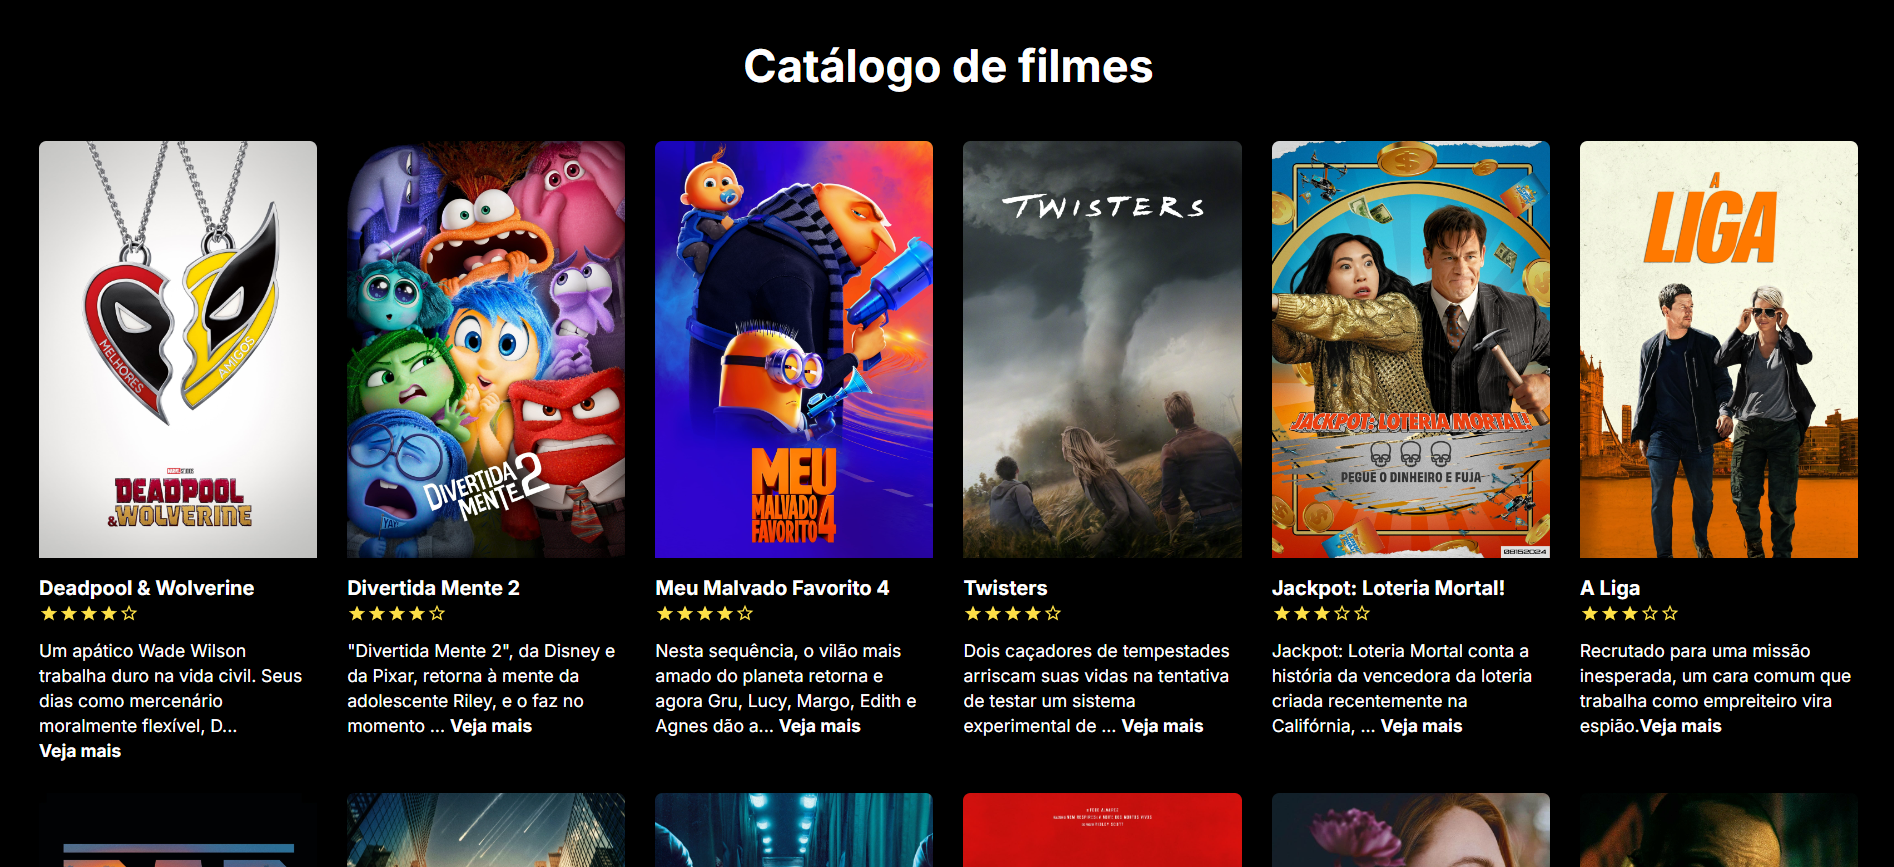 Catálogo de filmes
MELHORES
AMIGOS
MARVEL STUDIOS
DEADPOOL
&WOLVERINE
YAY
DIVERTIDA
MENTE 2
MEU
MALVADO
FAVORITO 4
TWISTERS
JACKPOT: LOTERIA MORTAL!
PEGUE O DINHEIRO E FUJA
08152024
A
LIGA
Deadpool & Wolverine
Um apático Wade Wilson
trabalha duro na vida civil. Seus
dias como mercenário
moralmente flexível, D...
Veja mais
Divertida Mente 2
"Divertida Mente 2", da Disney e
da Pixar, retorna à mente da
adolescente Riley, e o faz no
momento ... Veja mais
Meu Malvado Favorito 4
Nesta sequência, o vilão mais
amado do planeta retorna e
agora Gru, Lucy, Margo, Edith e
Agnes dão a... Veja mais
Twisters
Dois caçadores de tempestades
arriscam suas vidas na tentativa
de testar um sistema
experimental de ... Veja mais
Jackpot: Loteria Mortal!
Jackpot: Loteria Mortal conta a
história da vencedora da loteria
criada recentemente na
Califórnia, ... Veja mais
A Liga
Recrutado para uma missão
inesperada, um cara comum que
trabalha como empreiteiro vira
espião.Veja mais